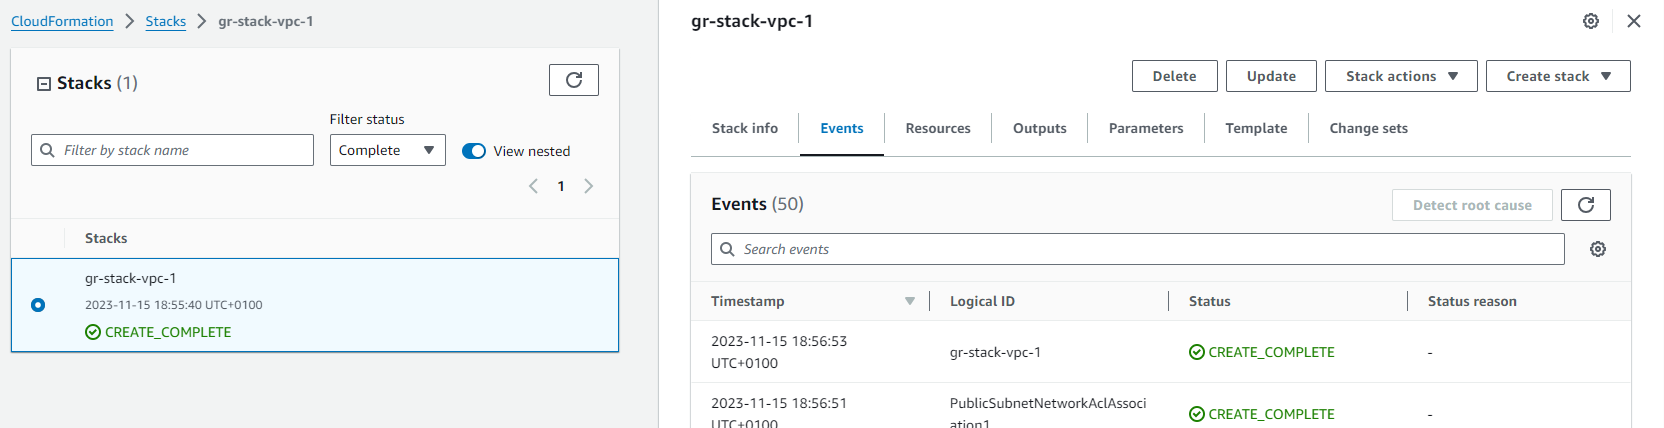 CloudFormation > Stacks > gr-stack-vpc-1
Stacks (1)
Filter status
Filter by stack name
Complete
View nested
1
Stacks
gr-stack-vpc-1
2023-11-15 18:55:40 UTC+0100
CREATE_COMPLETE
gr-stack-vpc-1
Delete Update Stack actions Create stack
Stack info Events Resources Outputs Parameters Template Change sets
Events (50)
Detect root cause
Search events
Timestamp Logical ID Status Status reason
2023-11-15 18:56:53
UTC+0100
gr-stack-vpc-1
CREATE_COMPLETE
-
2023-11-15 18:56:51
UTC+0100
PublicSubnetNetworkAclAssoci
ation1
CREATE_COMPLETE
-